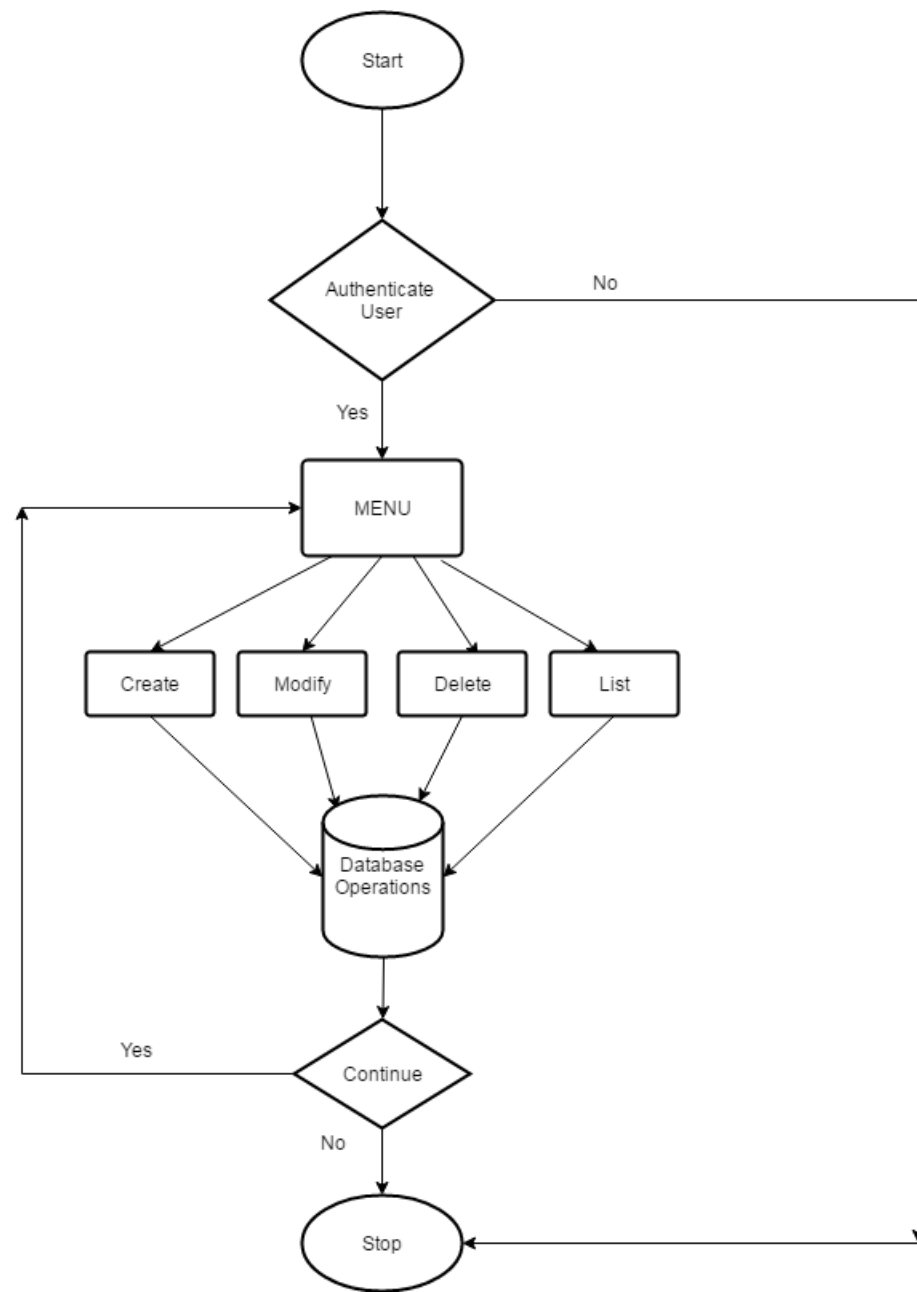 Start
Authenticate
User
No
Yes
MENU
Create
Modify
Delete
List
Database
Operations
Yes
Continue
No
Stop